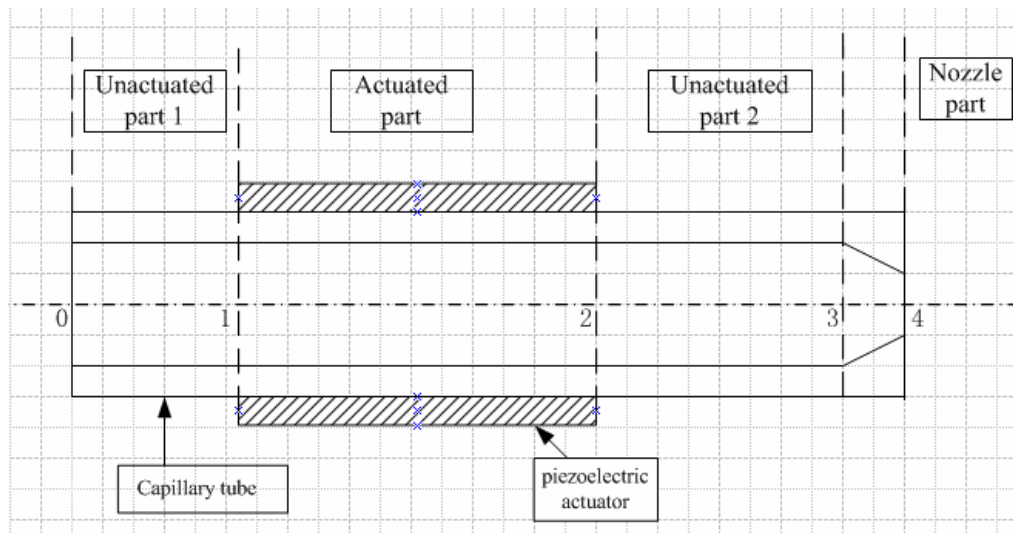 Unactuated
part 1
Actuated
part
Unactuated
part 2
Nozzle
part
0
1
2
3
4
Capillary tube
piezoelectric
actuator